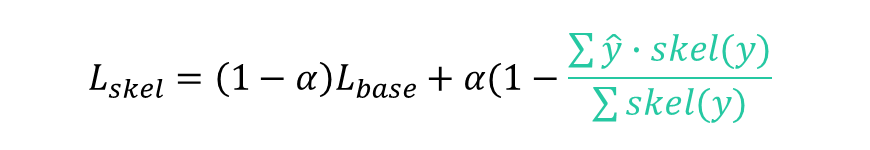 L_skel = (1 − α)L_base + α(1 − (∑ ŷ · skel(y)) / (∑ skel(y))